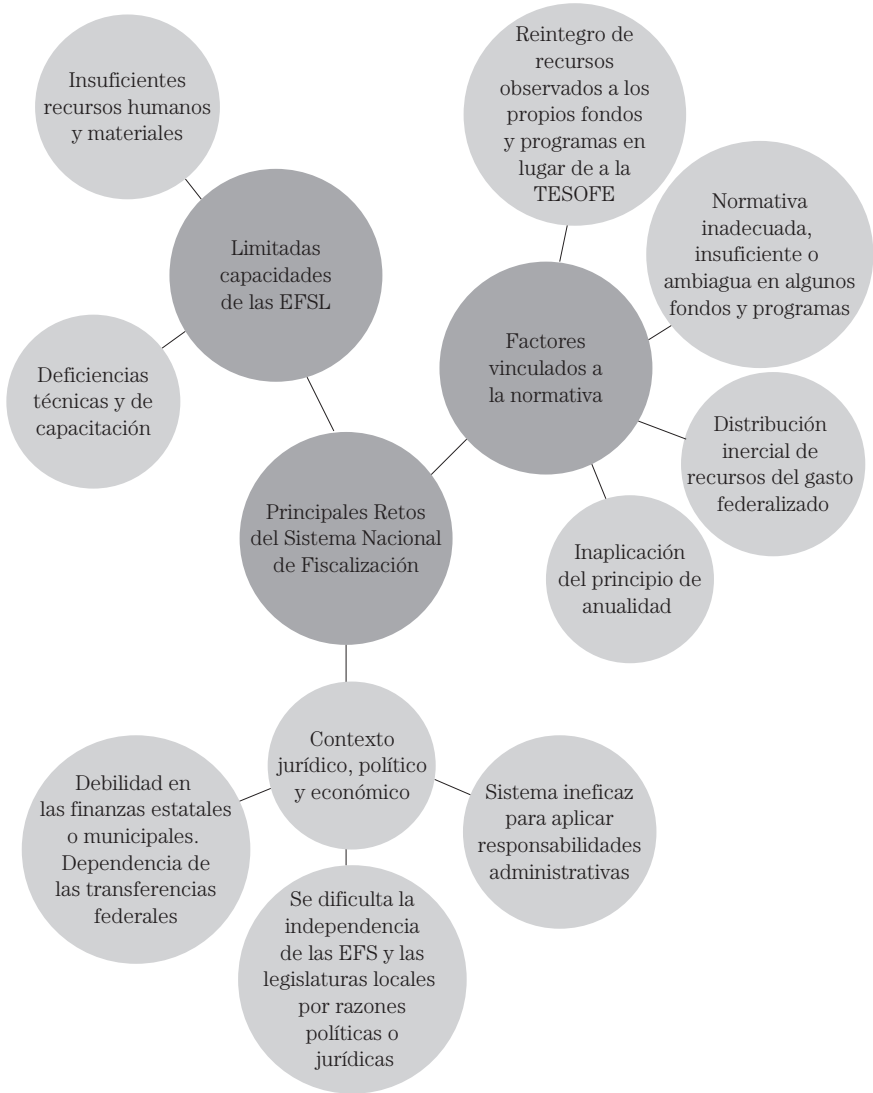 Insuficientes
recursos humanos
y materiales
Limitadas
capacidades
de las EFSL
Deficiencias
técnicas y de
capacitación
Reintegro de
recursos
observados a los
propios fondos
y programas en
lugar de a la
TESOFE
Normativa
inadecuada,
insuficiente o
ambiagua en algunos
fondos y programas
Factores
vinculados a
la normativa
Distribución
inercial de
recursos del gasto
federalizado
Inaplicación
del principio de
anualidad
Principales Retos
del Sistema Nacional
de Fiscalización
Contexto
jurídico, político
y económico
Debilidad en
las finanzas estatales
o municipales.
Dependencia de
las transferencias
federales
Se dificulta la
independencia
de las EFS y las
legislaturas locales
por razones
políticas o
jurídicas
Sistema ineficaz
para aplicar
responsabilidades
administrativas